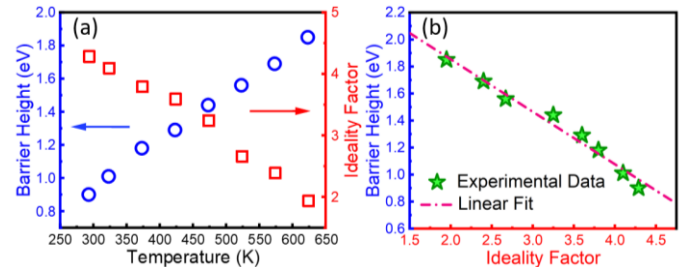 (a)
2.0
1.8
1.6
1.4
1.2
1.0
0.8
Barrier Height (eV)
5
4
3
2
Ideality Factor
250 300 350 400 450 500 550 600 650
Temperature (K)
(b)
2.2
2.0
1.8
1.6
1.4
1.2
1.0
0.8
0.6
Barrier Height (eV)
Experimental Data
Linear Fit
1.5 2.0 2.5 3.0 3.5 4.0 4.5
Ideality Factor